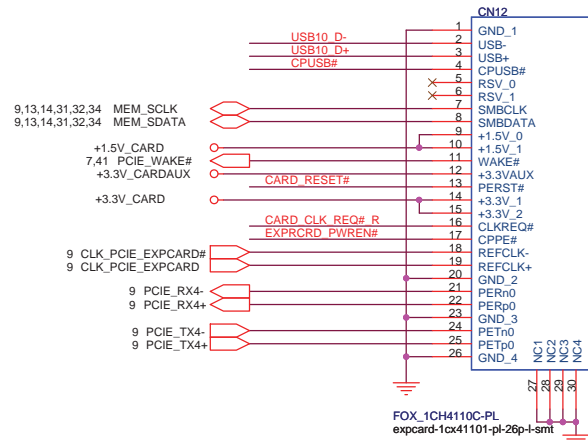 CN12
1 GND_1
USB10_D- 2 USB-
USB10_D+ 3 USB+
CPUSB# 4 CPUSB#
5 RSV_0
6 RSV_1
9,13,14,31,32,34 MEM_SCLK 7 SMBCLK
9,13,14,31,32,34 MEM_SDATA 8 SMBDATA
9 +1.5V_0
+1.5V_CARD 10 +1.5V_1
7,41 PCIE_WAKE# 11 WAKE#
+3.3V_CARDAUX 12 +3.3VAUX
CARD_RESET# 13 PERST#
+3.3V_CARD 14 +3.3V_1
15 +3.3V_2
CARD_CLK_REQ#_R 16 CLKREQ#
EXPRCRD_PWREN# 17 CPPE#
9 CLK_PCIE_EXPCARD# 18 REFCLK-
9 CLK_PCIE_EXPCARD 19 REFCLK+
20 GND_2
9 PCIE_RX4- 21 PERn0
9 PCIE_RX4+ 22 PERp0
23 GND_3
9 PCIE_TX4- 24 PETn0
9 PCIE_TX4+ 25 PETp0
26 GND_4
NC1 NC2 NC3 NC4
27 28 29 30
FOX_1CH4110C-PL
expcard-1cx41101-pl-26p-l-smt